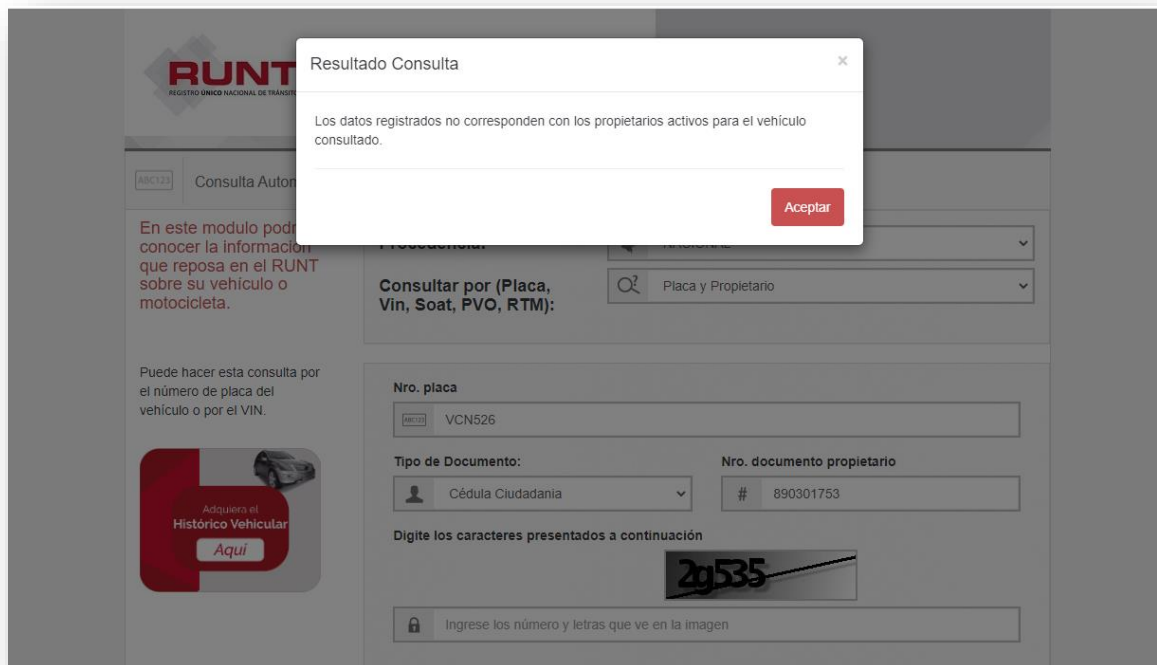 RUNT
REGISTRO ÚNICO NACIONAL DE TRÁNSITO
Resultado Consulta
×
Los datos registrados no corresponden con los propietarios activos para el vehículo
consultado.
Aceptar
ABC123
Consulta Autom
En este modulo podr
conocer la información
que reposa en el RUNT
sobre su vehículo o
motocicleta.
Procedencia:
NACIONAL
Consultar por (Placa,
Vin, Soat, PVO, RTM):
Placa y Propietario
Puede hacer esta consulta por
el número de placa del
vehículo o por el VIN.
Nro. placa
ABC123
VCN526
Tipo de Documento:
Nro. documento propietario
Cédula Ciudadania
#
890301753
Adquiera el
Histórico Vehicular
Aquí
Digite los caracteres presentados a continuación
2g535
Ingrese los número y letras que ve en la imagen